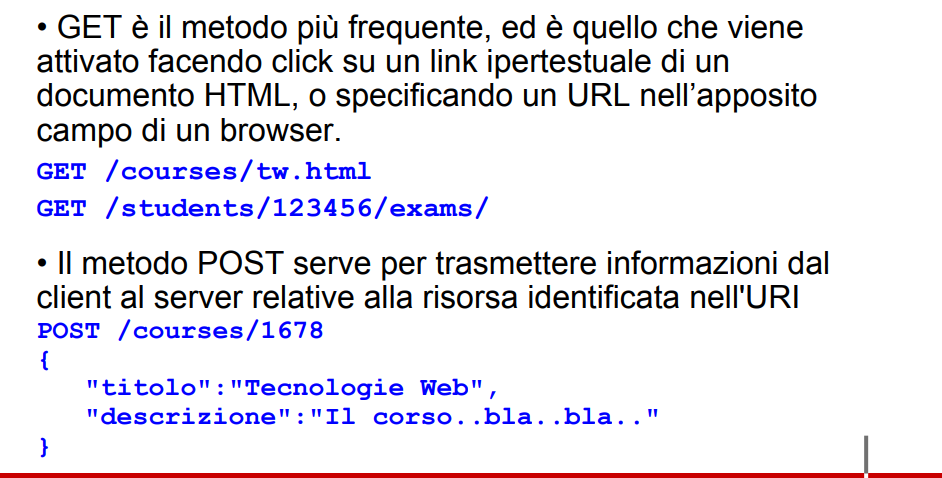 • GET è il metodo più frequente, ed è quello che viene
attivato facendo click su un link ipertestuale di un
documento HTML, o specificando un URL nell’apposito
campo di un browser.
GET /courses/tw.html
GET /students/123456/exams/
• Il metodo POST serve per trasmettere informazioni dal
client al server relative alla risorsa identificata nell'URI
POST /courses/1678
{
"titolo":"Tecnologie Web",
"descrizione":"Il corso..bla..bla.."
}